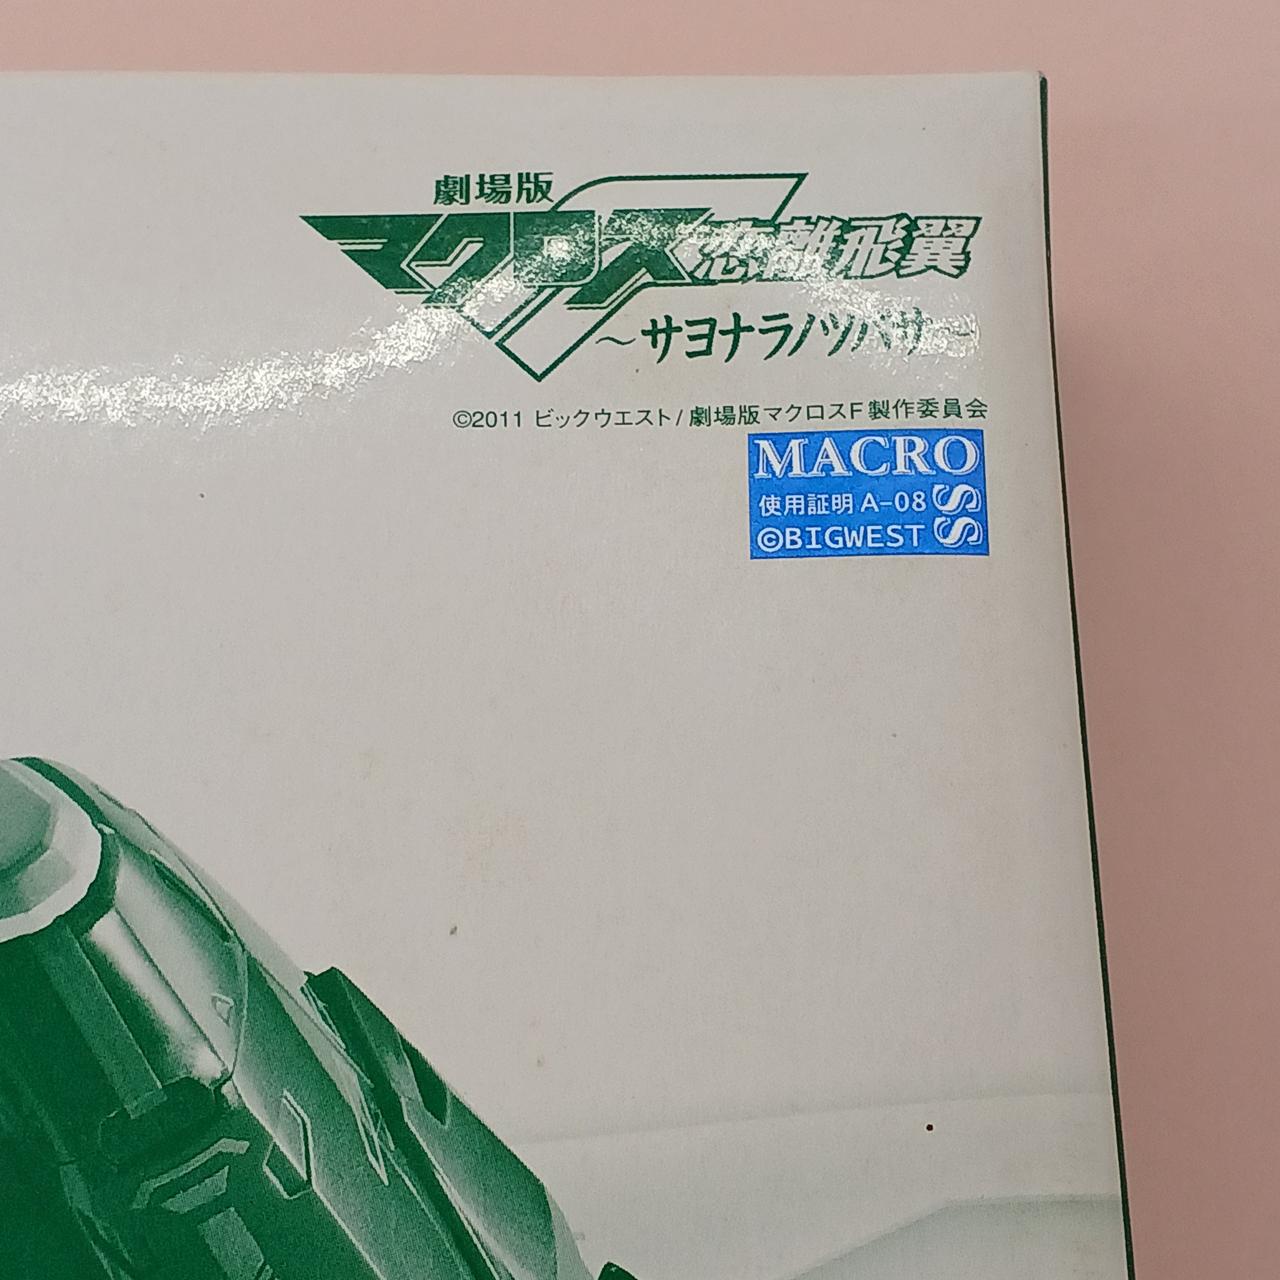 劇場版
マクロスF 恋離飛翼
~サヨナラノツバサ~
©2011 ビックウエスト/劇場版マクロスF製作委員会
MACROSS
使用証明 A-08
©BIGWEST